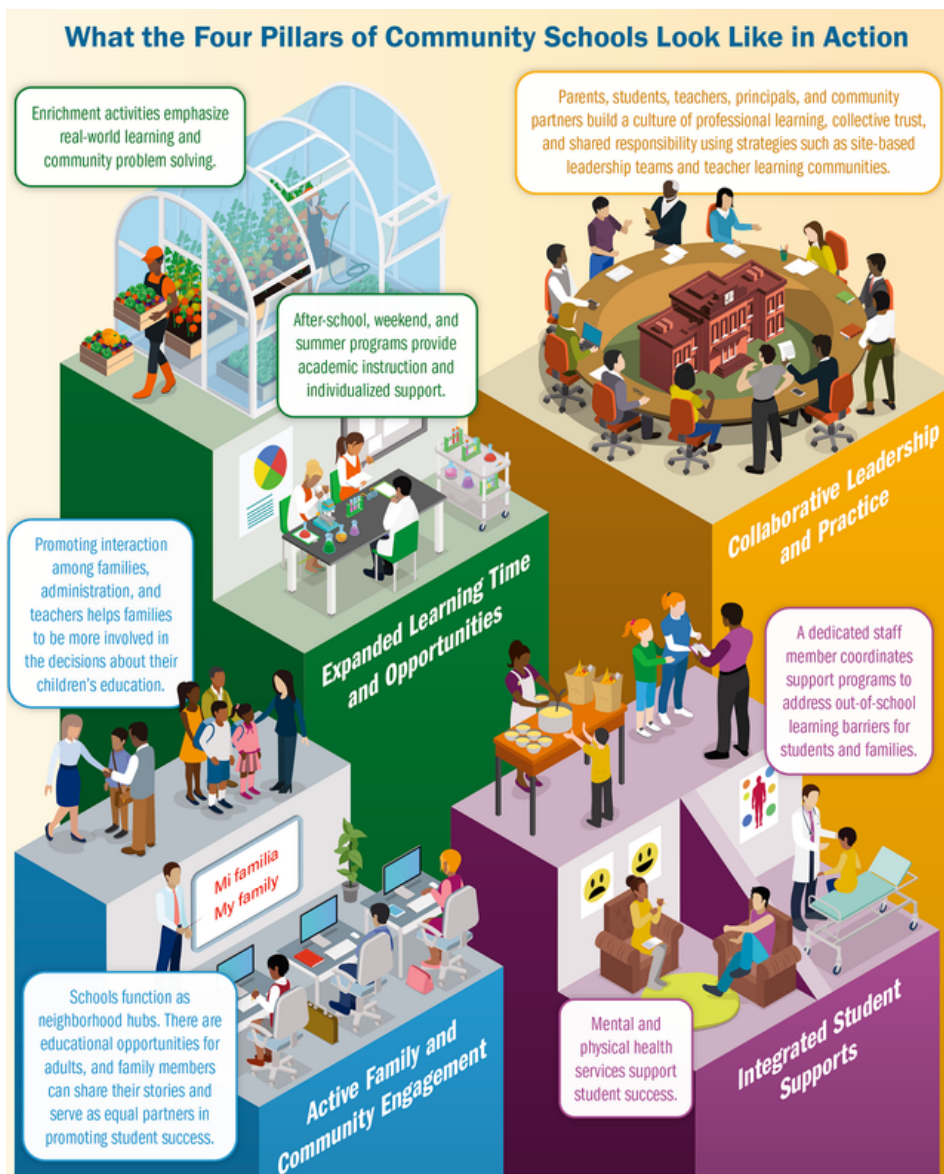 What the Four Pillars of Community Schools Look Like in Action
Enrichment activities emphasize
real-world learning and
community problem solving.
Parents, students, teachers, principals, and community
partners build a culture of professional learning, collective trust,
and shared responsibility using strategies such as site-based
leadership teams and teacher learning communities.
After-school, weekend, and
summer programs provide
academic instruction and
individualized support.
Collaborative Leadership
and Practice
Expanded Learning Time
and Opportunities
Promoting interaction
among families,
administration, and
teachers helps families
to be more involved in
the decisions about their
children's education.
A dedicated staff
member coordinates
support programs to
address out-of-school
learning barriers for
students and families.
Mi familia
My family
Schools function as
neighborhood hubs. There are
educational opportunities for
adults, and family members
can share their stories and
serve as equal partners in
promoting student success.
Active Family and
Community Engagement
Mental and
physical health
services support
student success.
Integrated Student
Supports